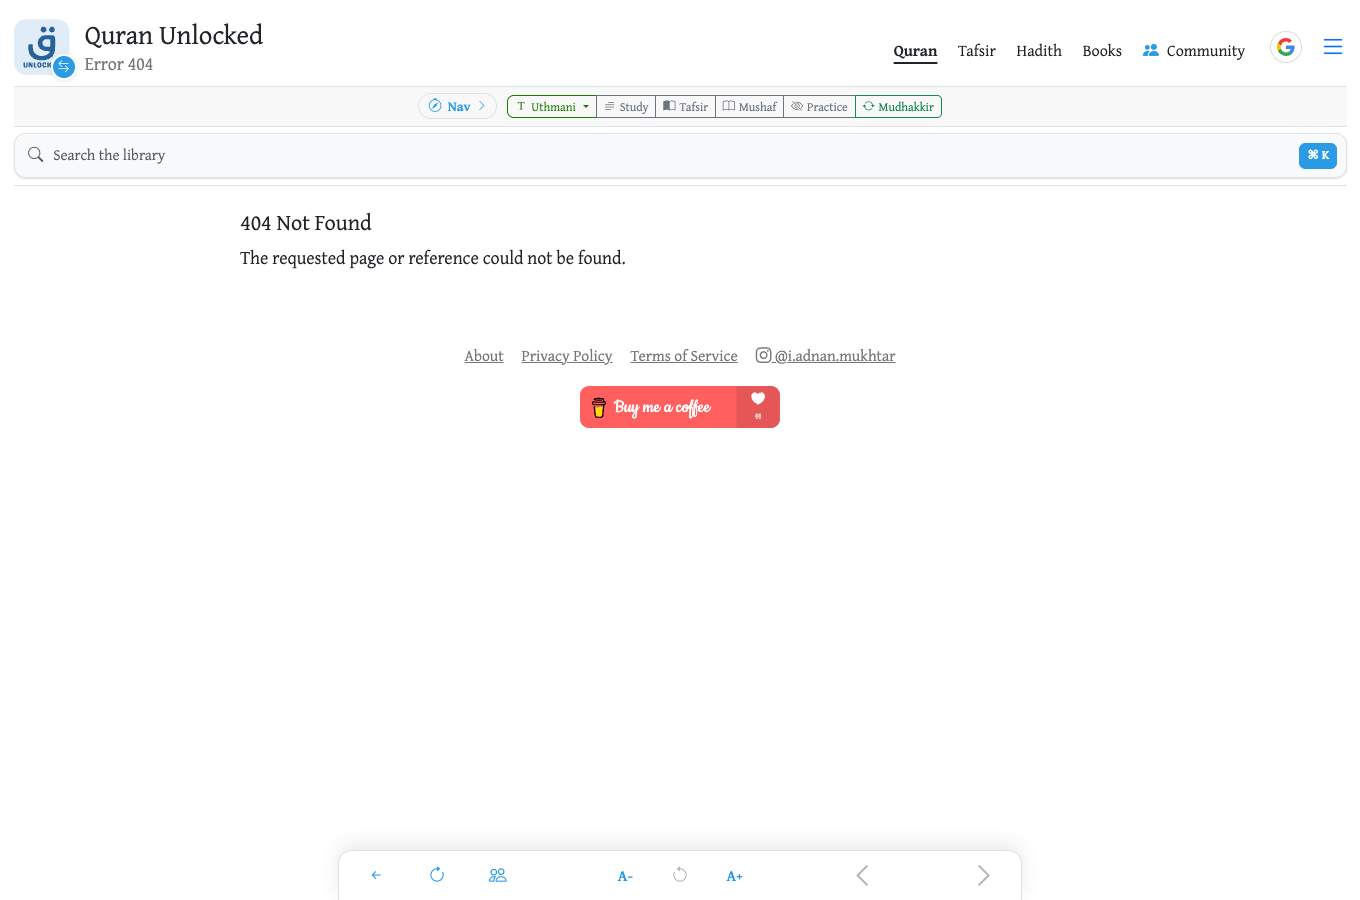 ق
UNLOCK
Quran Unlocked
Error 404
Quran
Tafsir
Hadith
Books
Community
Nav
T Uthmani
Study
Tafsir
Mushaf
Practice
Mudhakkir
Search the library
⌘ K
404 Not Found
The requested page or reference could not be found.
About
Privacy Policy
Terms of Service
@i.adnan.mukhtar
Buy me a coffee
A-
A+